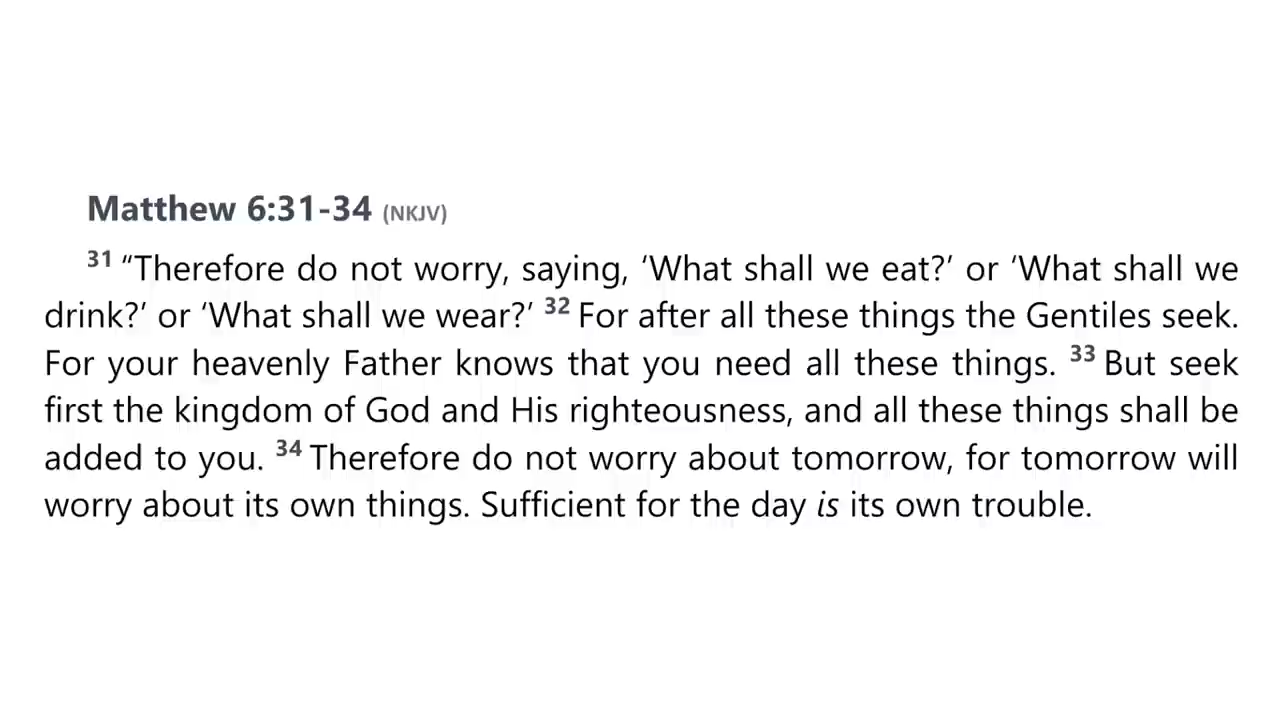 Matthew 6:31-34 (NKJV)
31 “Therefore do not worry, saying, ‘What shall we eat?’ or ‘What shall we
drink?’ or ‘What shall we wear?’ 32 For after all these things the Gentiles seek.
For your heavenly Father knows that you need all these things. 33 But seek
first the kingdom of God and His righteousness, and all these things shall be
added to you. 34 Therefore do not worry about tomorrow, for tomorrow will
worry about its own things. Sufficient for the day is its own trouble.